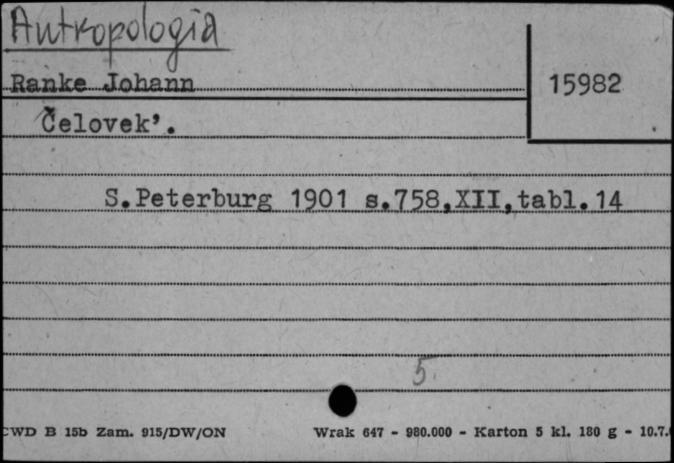 Antropologia
Ranke Johann
15982
Čelovek’.
S.Peterburg 1901 s.758,XII,tabl.14
5.
CWD B 15b Zam. 915/DW/ON
Wrak 647 - 980.000 - Karton 5 kl. 180 g - 10.7.